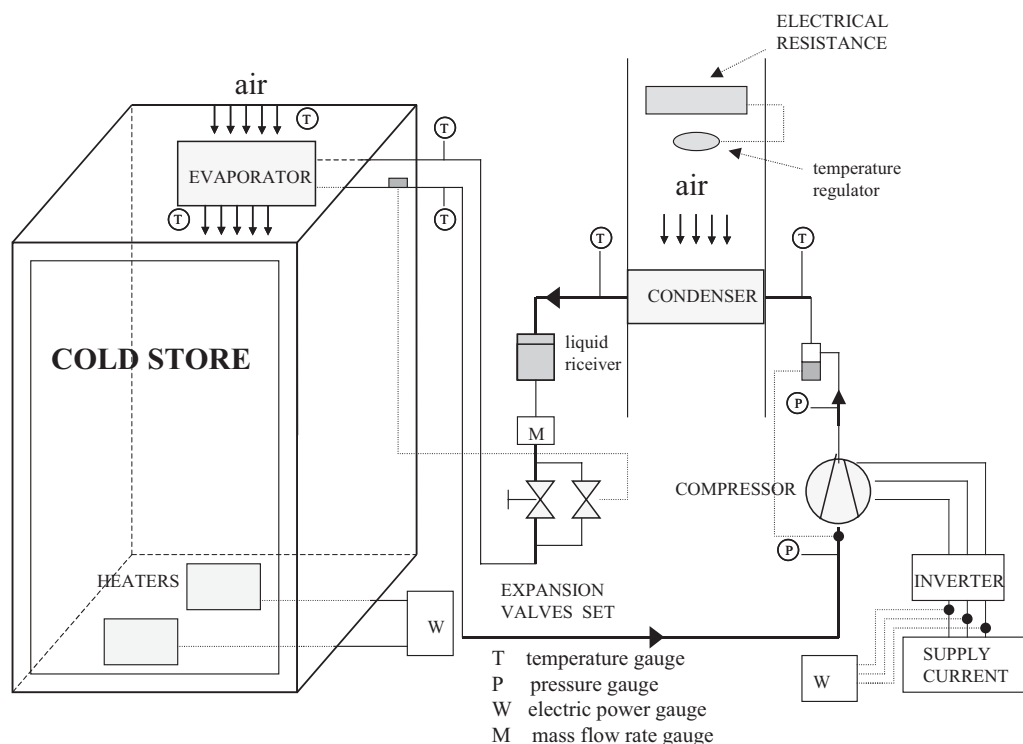 ELECTRICAL
RESISTANCE
air
T
T
EVAPORATOR
temperature
regulator
air
T
T
T
T
CONDENSER
COLD STORE
liquid
riceiver
P
M
COMPRESSOR
P
HEATERS
INVERTER
EXPANSION
VALVES SET
W
T temperature gauge
P pressure gauge
W electric power gauge
M mass flow rate gauge
W
SUPPLY
CURRENT